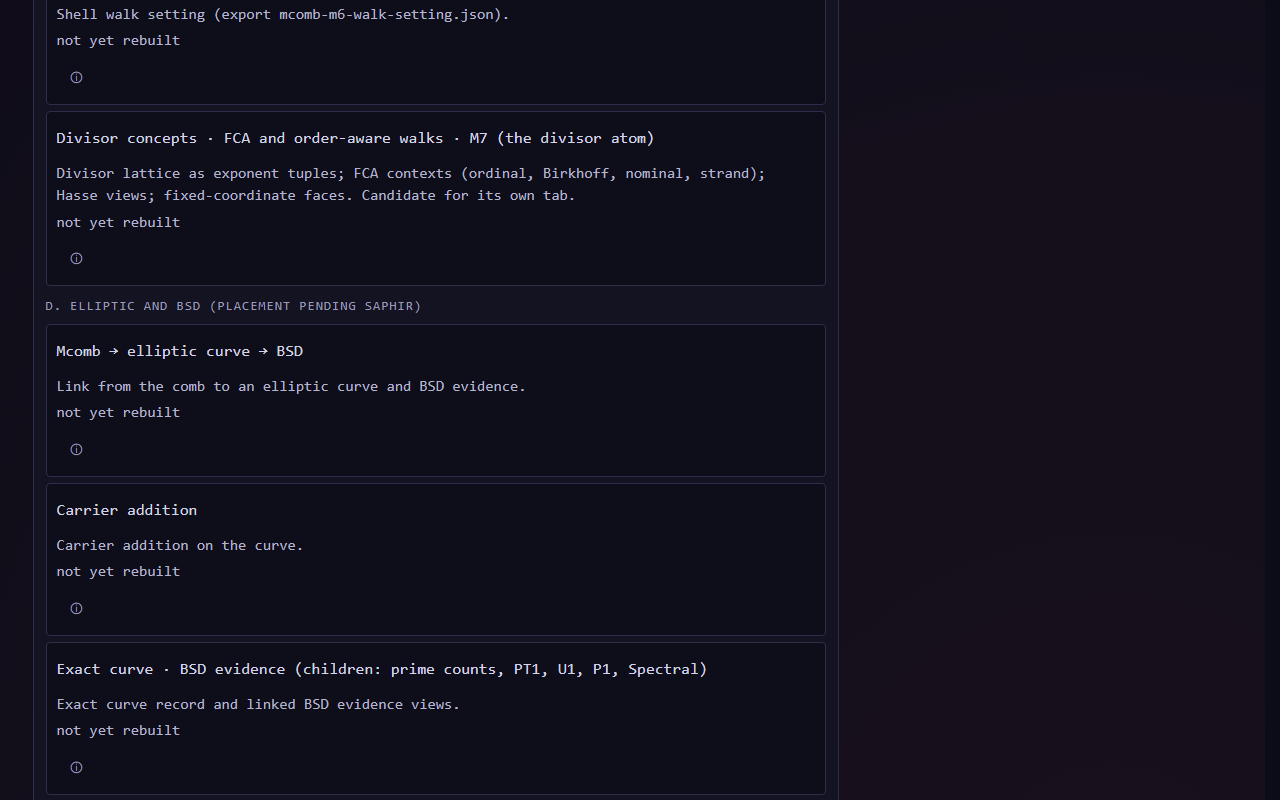 Shell walk setting (export mcomb-m6-walk-setting.json).
not yet rebuilt
ⓘ
Divisor concepts · FCA and order-aware walks · M7 (the divisor atom)
Divisor lattice as exponent tuples; FCA contexts (ordinal, Birkhoff, nominal, strand);
Hasse views; fixed-coordinate faces. Candidate for its own tab.
not yet rebuilt
ⓘ
D. ELLIPTIC AND BSD (PLACEMENT PENDING SAPHIR)
Mcomb → elliptic curve → BSD
Link from the comb to an elliptic curve and BSD evidence.
not yet rebuilt
ⓘ
Carrier addition
Carrier addition on the curve.
not yet rebuilt
ⓘ
Exact curve · BSD evidence (children: prime counts, PT1, U1, P1, Spectral)
Exact curve record and linked BSD evidence views.
not yet rebuilt
ⓘ